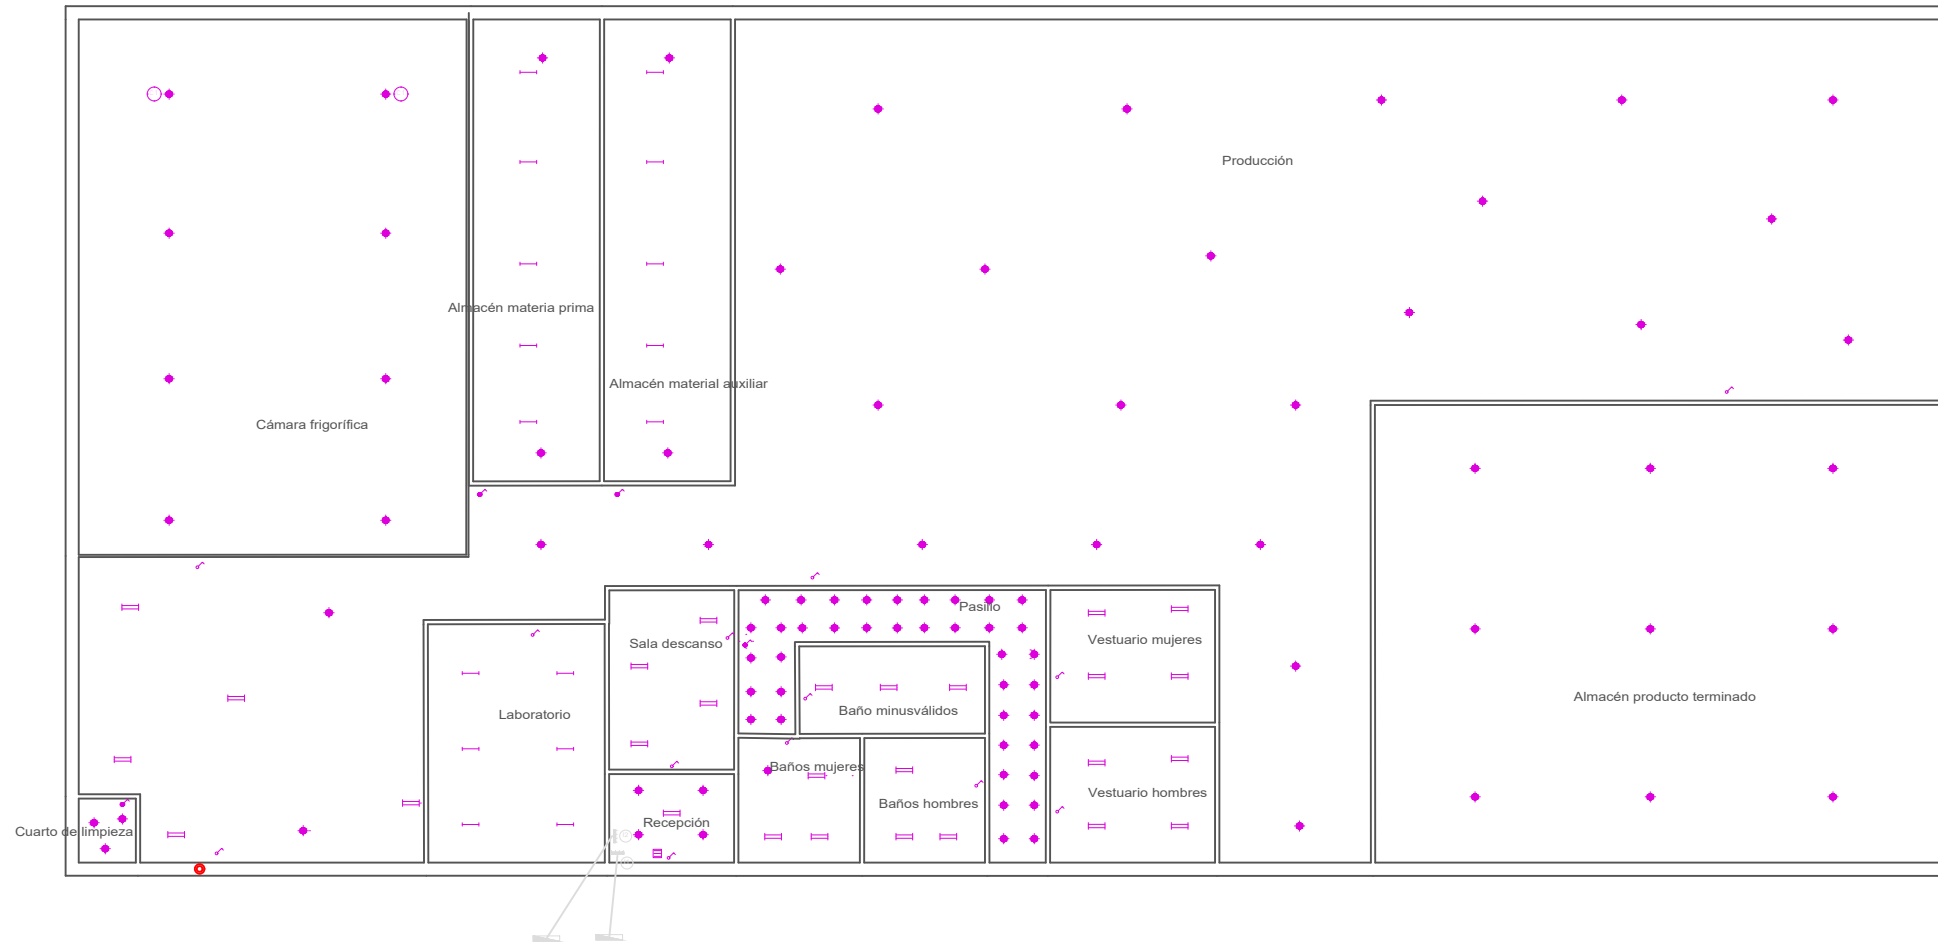 Producción
Almacén materia prima
Almacén material auxiliar
Cámara frigorífica
Pasillo
Sala descanso
Vestuario mujeres
Almacén producto terminado
Baño minusválidos
Laboratorio
Baños mujeres
Vestuario hombres
Baños hombres
Recepción
Cuarto de limpieza